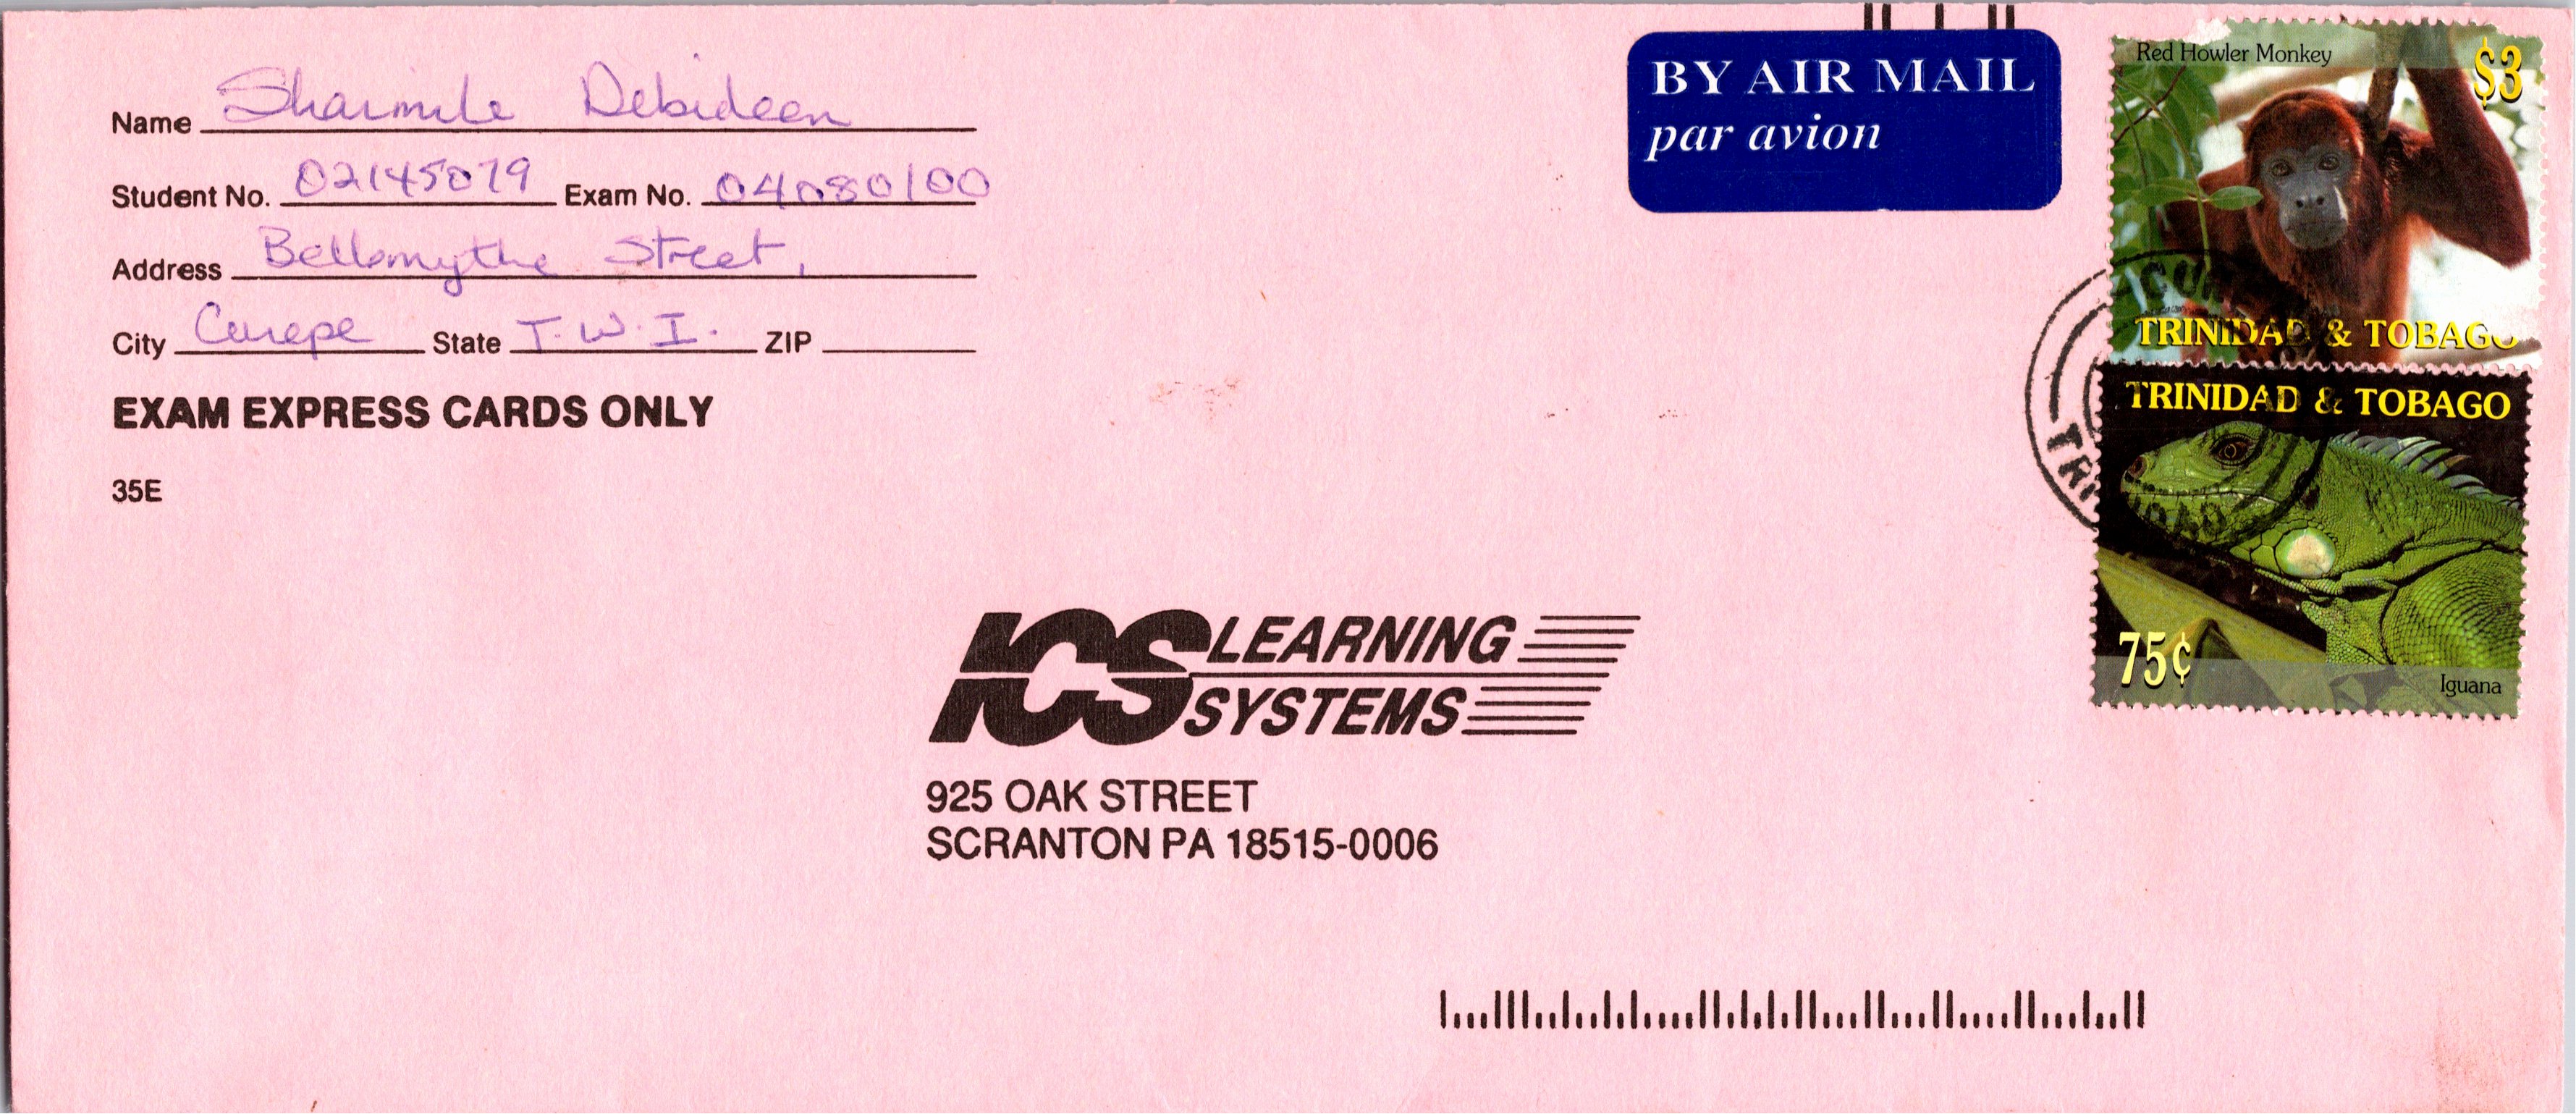 Name Sharmile Debideen
Student No. 02145079 Exam No. 04080100
Address Bellsmythe Street,
City Curepe State T.W.I. ZIP
EXAM EXPRESS CARDS ONLY
35E
BY AIR MAIL
par avion
Red Howler Monkey
$3
TRINIDAD & TOBAGO
TRINIDAD & TOBAGO
75¢
Iguana
TRINIDAD
ICS LEARNING
SYSTEMS
925 OAK STREET
SCRANTON PA 18515-0006